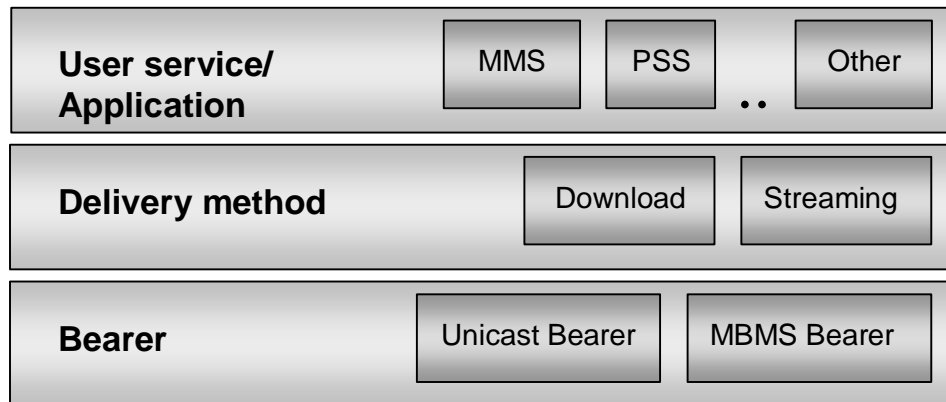 User service/
Application
MMS
PSS
..
Other
Delivery method
Download
Streaming
Bearer
Unicast Bearer
MBMS Bearer